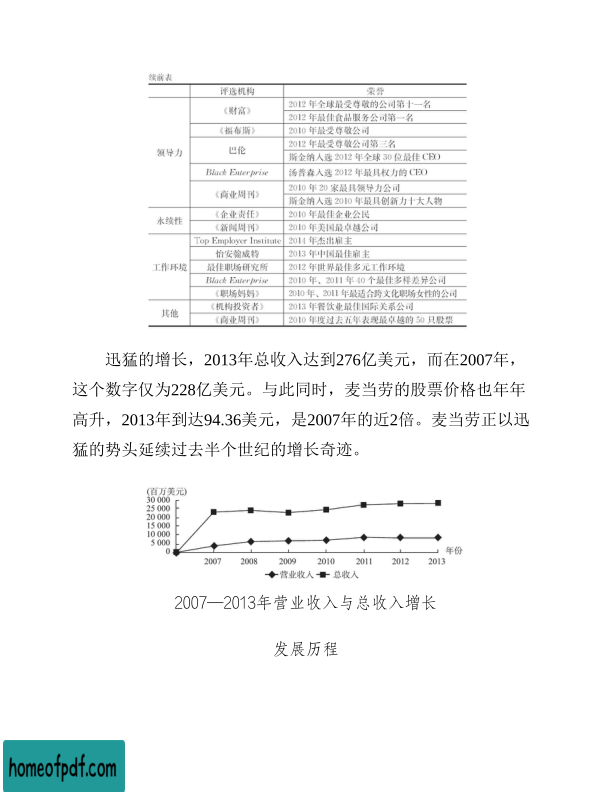 续前表
评选机构 荣誉
领导力 《财富》 2012 年全球最受尊敬的公司第十一名
2012 年最佳食品服务公司第一名
《福布斯》 2010 年最受尊敬公司
巴伦 2012 年最受尊敬公司第三名
斯金纳入选 2012 年全球 30 位最佳 CEO
Black Enterprise 汤普森入选 2012 年最具权力的 CEO
《商业周刊》 2010 年 20 家最具领导力公司
斯金纳入选 2010 年最具创新力十大人物
永续性 《企业责任》 2010 年最佳企业公民
《新闻周刊》 2010 年美国最卓越公司
工作环境 Top Employer Institute 2014 年杰出雇主
怡安翰威特 2013 年中国最佳雇主
最佳职场研究所 2012 年世界最佳多元工作环境
Black Enterprise 2010 年、2011 年 40 个最佳多样差异公司
《职场妈妈》 2010 年、2011 年最适合跨文化职场女性的公司
其他 《机构投资者》 2013 年餐饮业最佳国际关系公司
《商业周刊》 2010 年度过去五年表现最卓越的 50 只股票
迅猛的增长，2013年总收入达到276亿美元，而在2007年，
这个数字仅为228亿美元。与此同时，麦当劳的股票价格也年年
高升，2013年到达94.36美元，是2007年的近2倍。麦当劳正以迅
猛的势头延续过去半个世纪的增长奇迹。
(百万美元)
30 000
25 000
20 000
15 000
10 000
5 000
0
年份
2007 2008 2009 2010 2011 2012 2013
营业收入 总收入
2007—2013年营业收入与总收入增长
发展历程
homeofpdf.com